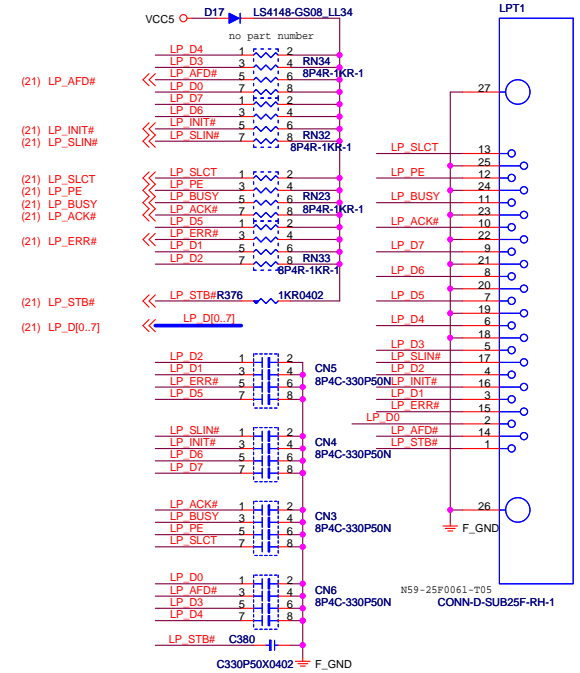 VCC5 D17 LS4148-GS08_LL34
no part number
LP_D4 1 2
LP_D3 3 4 RN34
(21) LP_AFD# LP_AFD# 5 6 8P4R-1KR-1
LP_D0 7 8
LP_D7 1 2
LP_D6 3 4
(21) LP_INIT# LP_INIT# 5 6 RN32
(21) LP_SLIN# LP_SLIN# 7 8 8P4R-1KR-1
(21) LP_SLCT LP_SLCT 1 2
(21) LP_PE LP_PE 3 4
(21) LP_BUSY LP_BUSY 5 6 RN23
(21) LP_ACK# LP_ACK# 7 8 8P4R-1KR-1
LP_D5 1 2
(21) LP_ERR# LP_ERR# 3 4
LP_D1 5 6
LP_D2 7 8 RN33
8P4R-1KR-1
(21) LP_STB# LP_STB# R376 1KR0402
(21) LP_D[0..7] LP_D[0..7]
LP_D2 1 2
LP_D1 3 4 CN5
LP_ERR# 5 6 8P4C-330P50N
LP_D5 7 8
LP_SLIN# 1 2
LP_INIT# 3 4 CN4
LP_D6 5 6 8P4C-330P50N
LP_D7 7 8
LP_ACK# 1 2
LP_BUSY 3 4 CN3
LP_PE 5 6 8P4C-330P50N
LP_SLCT 7 8
LP_D0 1 2
LP_AFD# 3 4 CN6
LP_D3 5 6 8P4C-330P50N
LP_D4 7 8
LP_STB# C380
C330P50X0402 F_GND
LPT1
27
LP_SLCT 13
25
LP_PE 12
24
LP_BUSY 11
23
LP_ACK# 10
22
LP_D7 9
21
LP_D6 8
20
LP_D5 7
19
LP_D4 6
18
LP_D3 5
LP_SLIN# 17
LP_D2 4
LP_INIT# 16
LP_D1 3
LP_ERR# 15
LP_D0 2
LP_AFD# 14
LP_STB# 1
26
F_GND
N59-25F0061-T05
CONN-D-SUB25F-RH-1